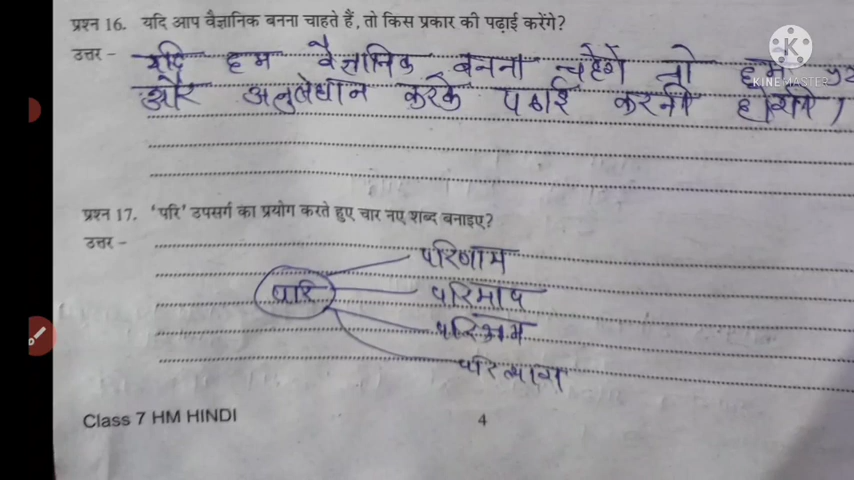 प्रश्न 16. यदि आप वैज्ञानिक बनना चाहते हैं, तो किस प्रकार की पढ़ाई करेंगे?
उत्तर - यदि हम वैज्ञानिक बनना चहेगें तो हमे
और अनुसंधान करके पढाई करनी होगी।
KINEMASTER
प्रश्न 17. 'परि' उपसर्ग का प्रयोग करते हुए चार नए शब्द बनाइए?
उत्तर -
परिणाम
परि
परिमाप
परिश्रम
परित्याग
Class 7 HM HINDI
4